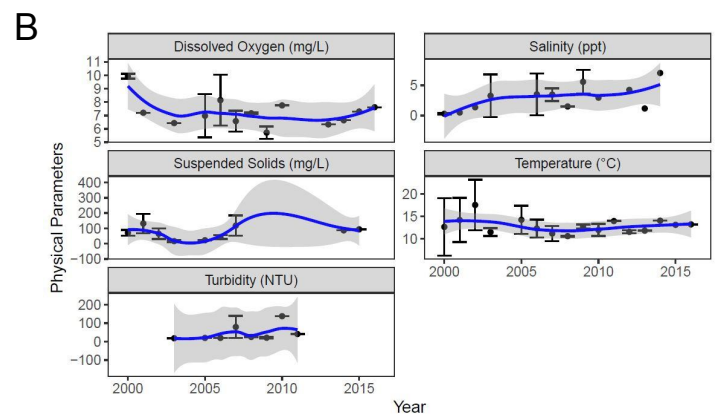 B
Dissolved Oxygen (mg/L)
Salinity (ppt)
11
10
9
8
7
6
5
5
0
Suspended Solids (mg/L)
Temperature (°C)
400
300
200
100
0
−100
20
15
10
2000 2005 2010 2015
Turbidity (NTU)
200
100
0
−100
2000 2005 2010 2015
Physical Parameters
Year